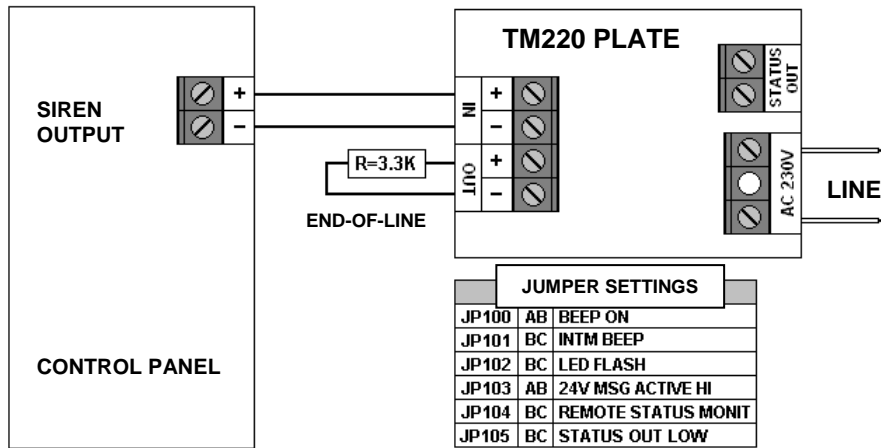 TM220 PLATE
SIREN
OUTPUT
+
−
IN
+
−
OUT
+
−
R=3.3K
END-OF-LINE
STATUS
OUT
AC 230V
LINE
CONTROL PANEL
JUMPER SETTINGS
JP100 AB BEEP ON
JP101 BC INTM BEEP
JP102 BC LED FLASH
JP103 AB 24V MSG ACTIVE HI
JP104 BC REMOTE STATUS MONIT
JP105 BC STATUS OUT LOW